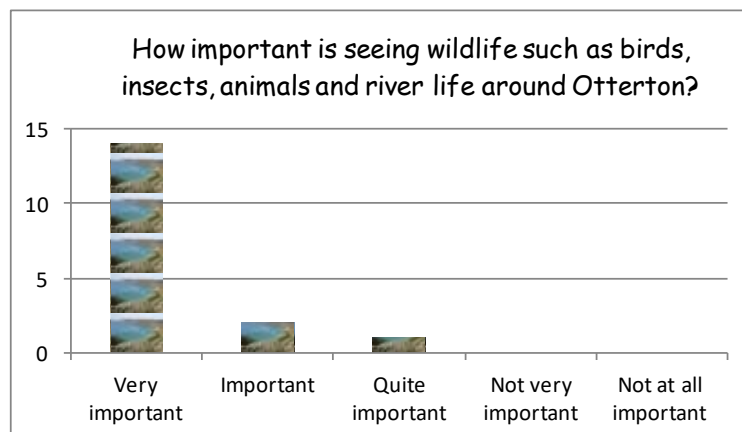 How important is seeing wildlife such as birds,
insects, animals and river life around Otterton?
15
10
5
0
Very
important
Important
Quite
important
Not very
important
Not at all
important